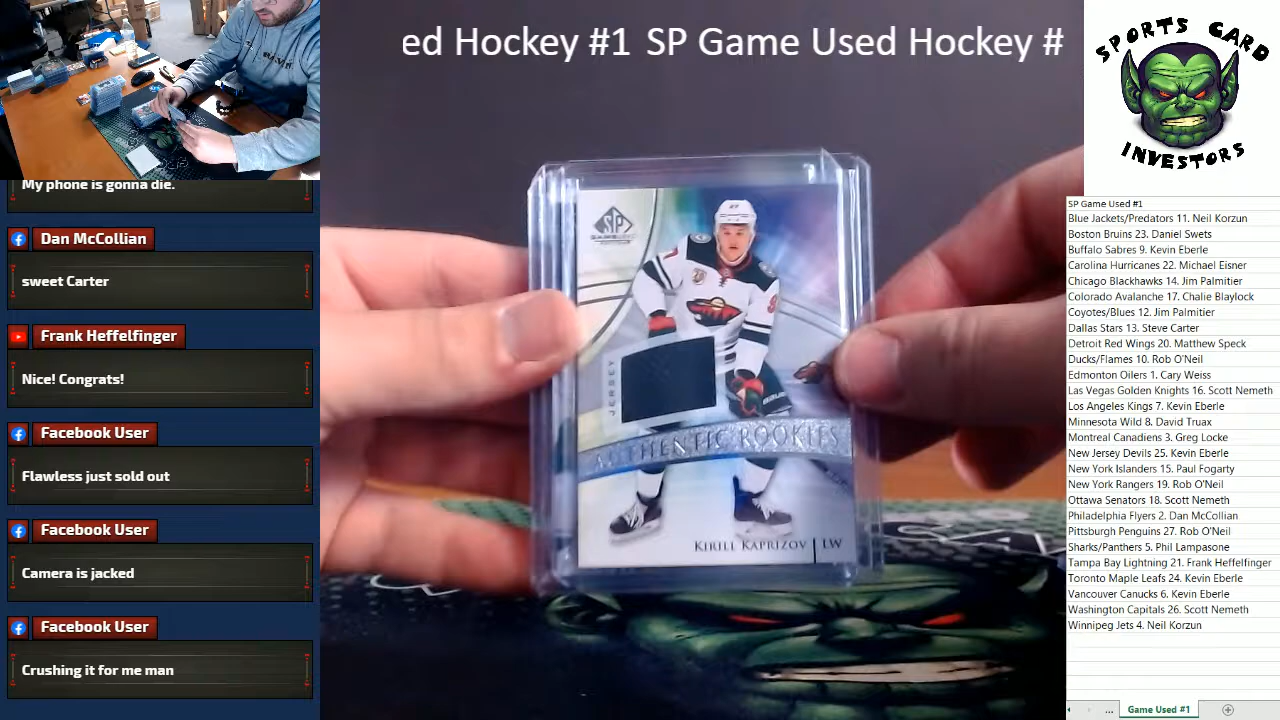 ed Hockey #1 SP Game Used Hockey #
My phone is gonna die.
Dan McCollian
sweet Carter
Frank Heffelfinger
Nice! Congrats!
Facebook User
Flawless just sold out
Facebook User
Camera is jacked
Facebook User
Crushing it for me man
SP
GAME USED
EDITION
JERSEY
AUTHENTIC ROOKIES
KIRILL KAPRIZOV | LW
SPORTS CARD
INVESTORS
SP Game Used #1
Blue Jackets/Predators 11. Neil Korzun
Boston Bruins 23. Daniel Swets
Buffalo Sabres 9. Kevin Eberle
Carolina Hurricanes 22. Michael Eisner
Chicago Blackhawks 14. Jim Palmitier
Colorado Avalanche 17. Chalie Blaylock
Coyotes/Blues 12. Jim Palmitier
Dallas Stars 13. Steve Carter
Detroit Red Wings 20. Matthew Speck
Ducks/Flames 10. Rob O'Neil
Edmonton Oilers 1. Cary Weiss
Las Vegas Golden Knights 16. Scott Nemeth
Los Angeles Kings 7. Kevin Eberle
Minnesota Wild 8. David Truax
Montreal Canadiens 3. Greg Locke
New Jersey Devils 25. Kevin Eberle
New York Islanders 15. Paul Fogarty
New York Rangers 19. Rob O'Neil
Ottawa Senators 18. Scott Nemeth
Philadelphia Flyers 2. Dan McCollian
Pittsburgh Penguins 27. Rob O'Neil
Sharks/Panthers 5. Phil Lampasone
Tampa Bay Lightning 21. Frank Heffelfinger
Toronto Maple Leafs 24. Kevin Eberle
Vancouver Canucks 6. Kevin Eberle
Washington Capitals 26. Scott Nemeth
Winnipeg Jets 4. Neil Korzun
... Game Used #1